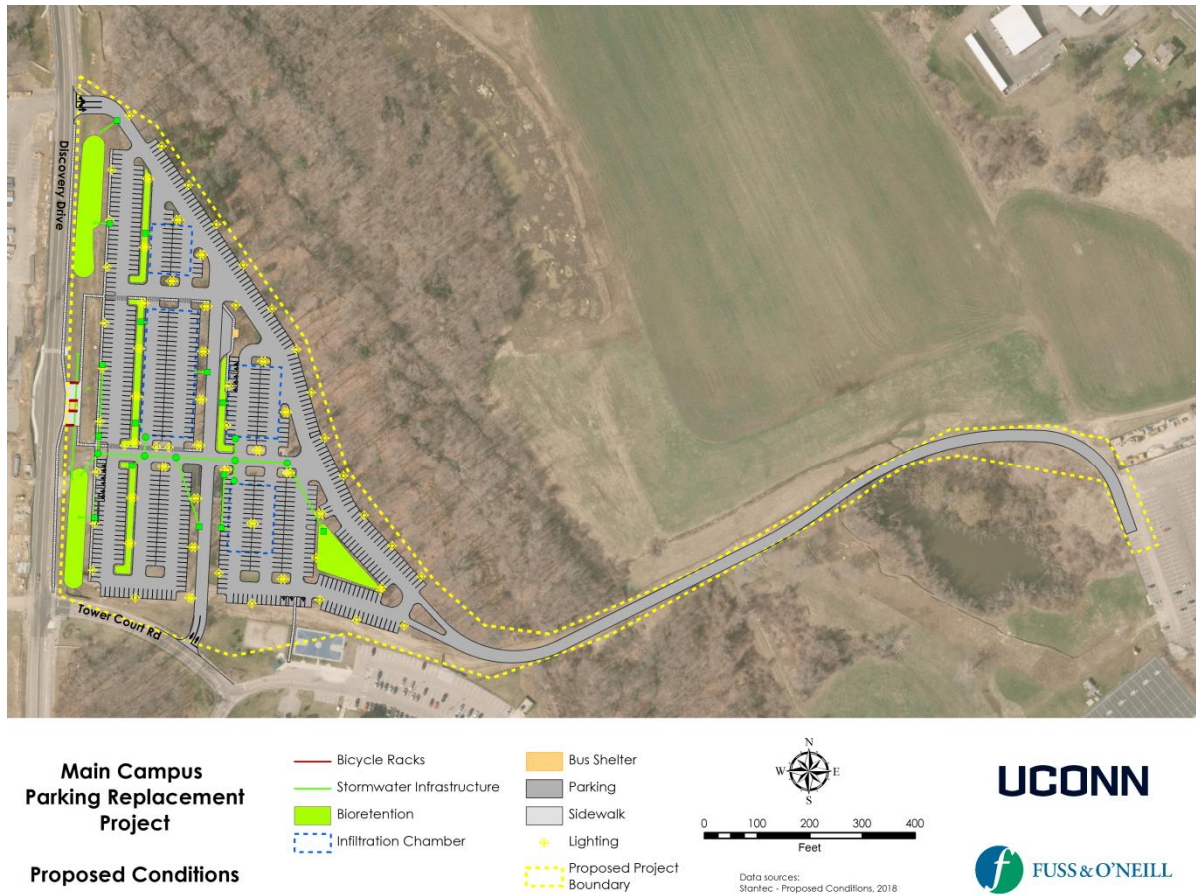 Discovery Drive
Tower Court Rd
Main Campus
Parking Replacement
Project
Proposed Conditions
Bicycle Racks
Stormwater Infrastructure
Bioretention
Infiltration Chamber
Bus Shelter
Parking
Sidewalk
Lighting
Proposed Project
Boundary
N
W E
S
0 100 200 300 400
Feet
Data sources:
Stantec - Proposed Conditions, 2018
UCONN
f FUSS & O'NEILL